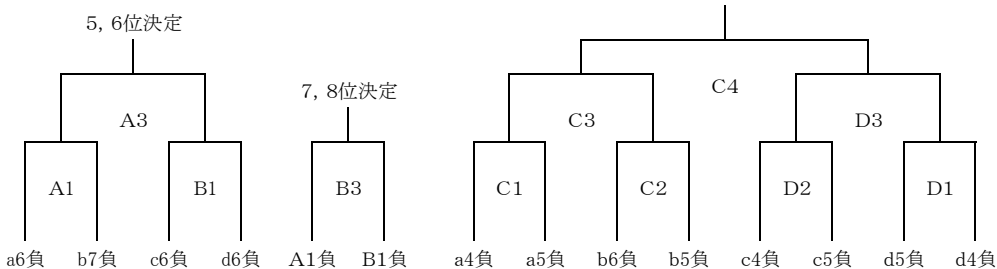 5, 6位決定
7, 8位決定
C4
A3
C3
D3
A1
B1
B3
C1
C2
D2
D1
a6負
b7負
c6負
d6負
A1負
B1負
a4負
a5負
b6負
b5負
c4負
c5負
d5負
d4負